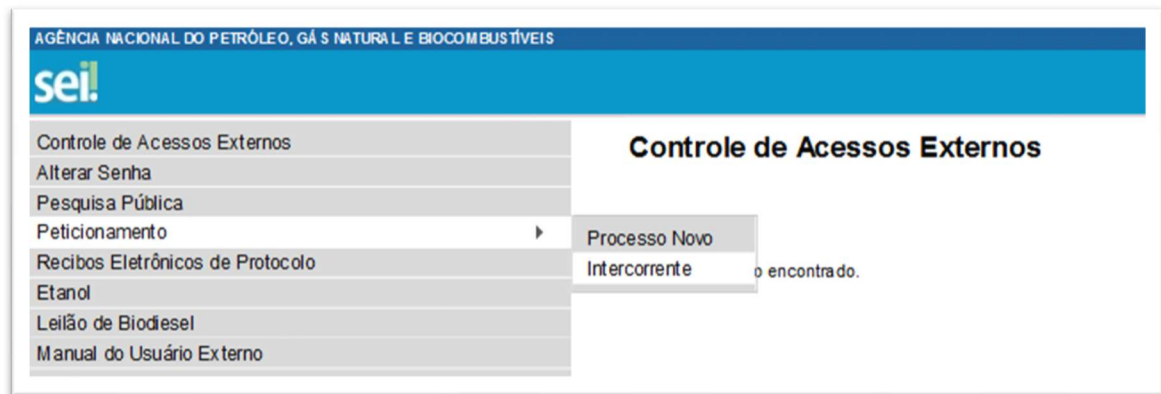 AGÊNCIA NACIONAL DO PETRÓLEO, GÁS NATURAL E BIOCOMBUSTÍVEIS
sei!
Controle de Acessos Externos
Alterar Senha
Pesquisa Pública
Peticionamento
Recibos Eletrônicos de Protocolo
Etanol
Leilão de Biodiesel
Manual do Usuário Externo
Controle de Acessos Externos
Processo Novo
Intercorrente
o encontrado.